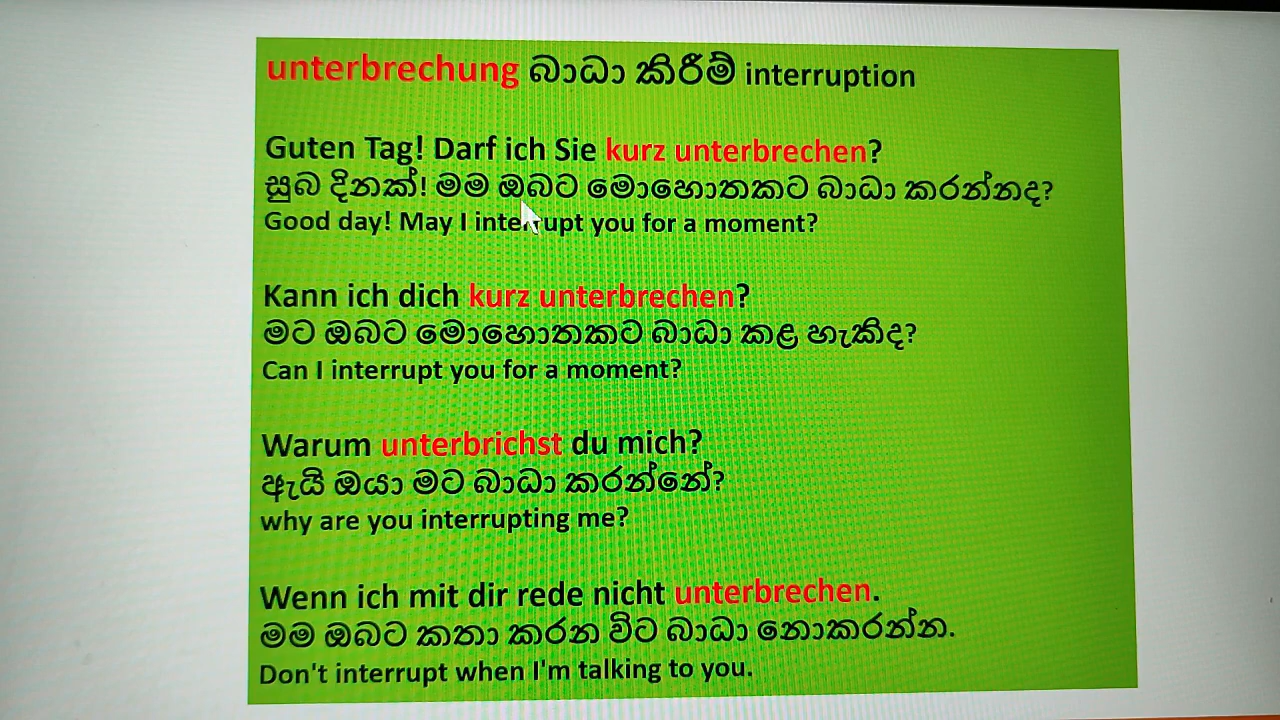 unterbrechung බාධා කිරීම් interruption
Guten Tag! Darf ich Sie kurz unterbrechen?
සුබ දිනක්! මම ඔබට මොහොතකට බාධා කරන්නද?
Good day! May I interrupt you for a moment?
Kann ich dich kurz unterbrechen?
මට ඔබට මොහොතකට බාධා කළ හැකිද?
Can I interrupt you for a moment?
Warum unterbrichst du mich?
ඇයි ඔයා මට බාධා කරන්නේ?
why are you interrupting me?
Wenn ich mit dir rede nicht unterbrechen.
මම ඔබට කතා කරන විට බාධා නොකරන්න.
Don't interrupt when I'm talking to you.